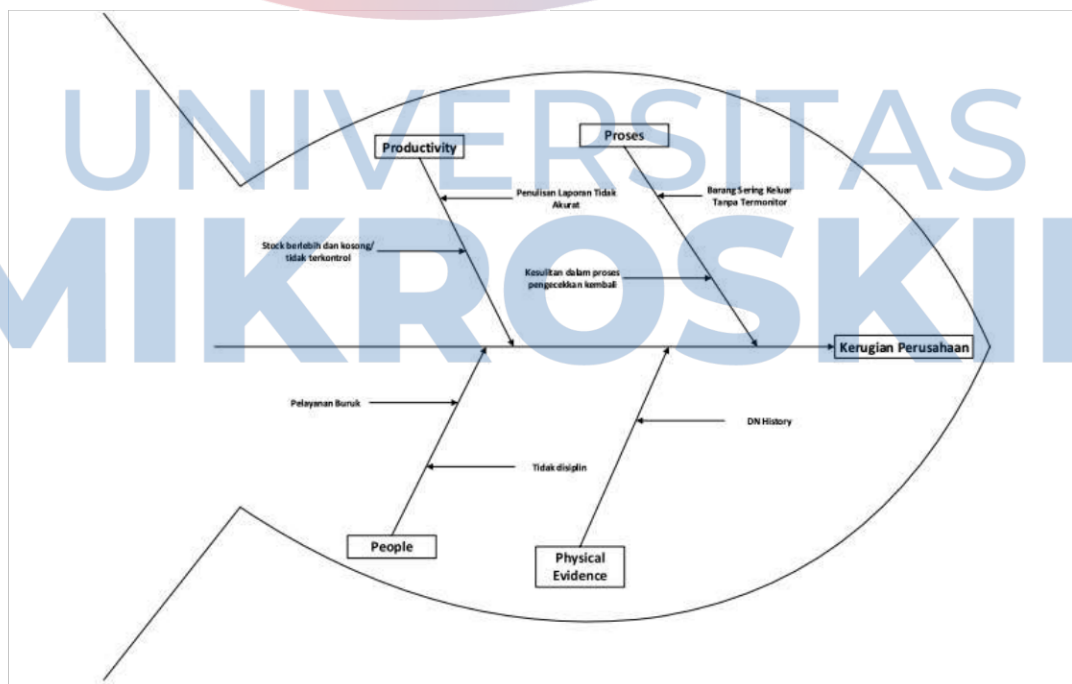 UNIVERSITAS
MIKROSKIL
Productivity
Proses
Penulisan Laporan Tidak
Akurat
Barang Sering Keluar
Tanpa Termonitor
Stock berlebih dan kosong/
tidak terkontrol
Kesulitan dalam proses
pengecekkan kembali
Kerugian Perusahaan
Pelayanan Buruk
DN History
Tidak disiplin
People
Physical
Evidence